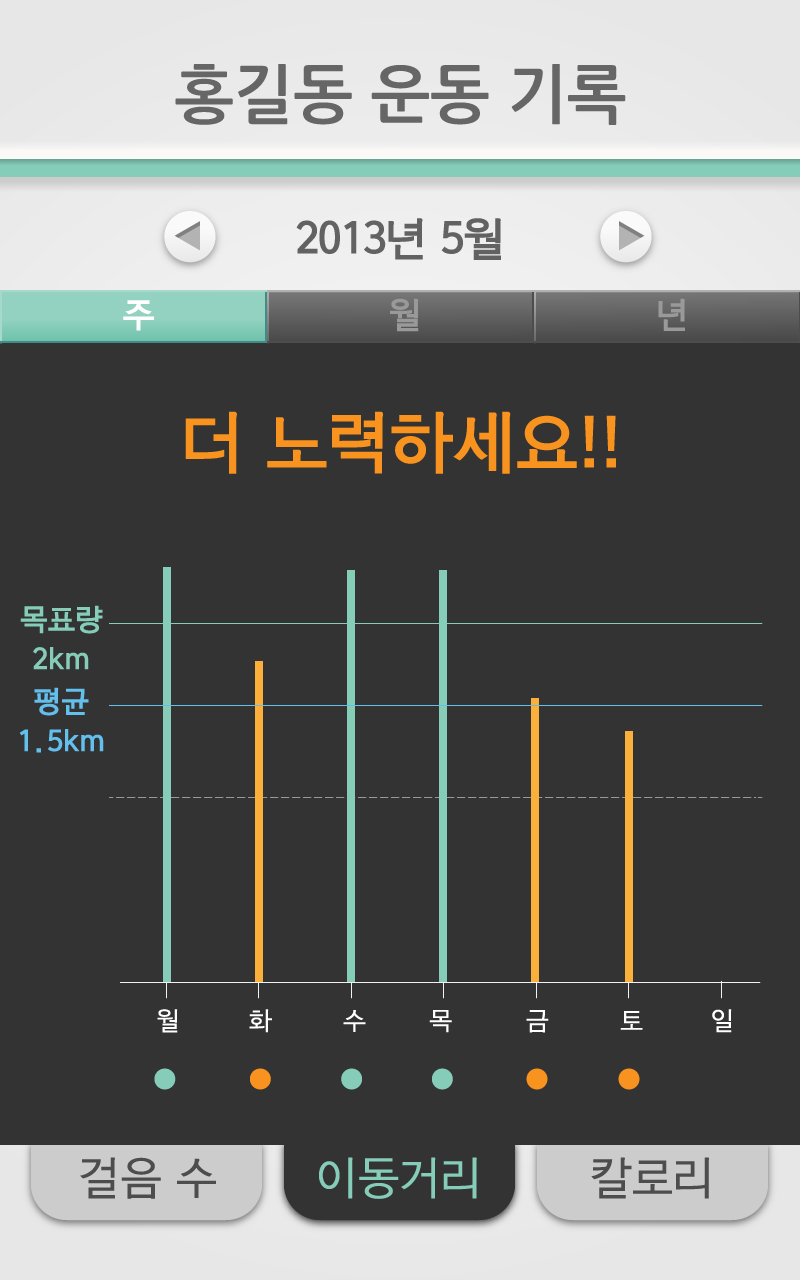 홍길동 운동 기록
2013년 5월
주 월 년
더 노력하세요!!
목표량
2km
평균
1.5km
월 화 수 목 금 토 일
걸음 수 이동거리 칼로리